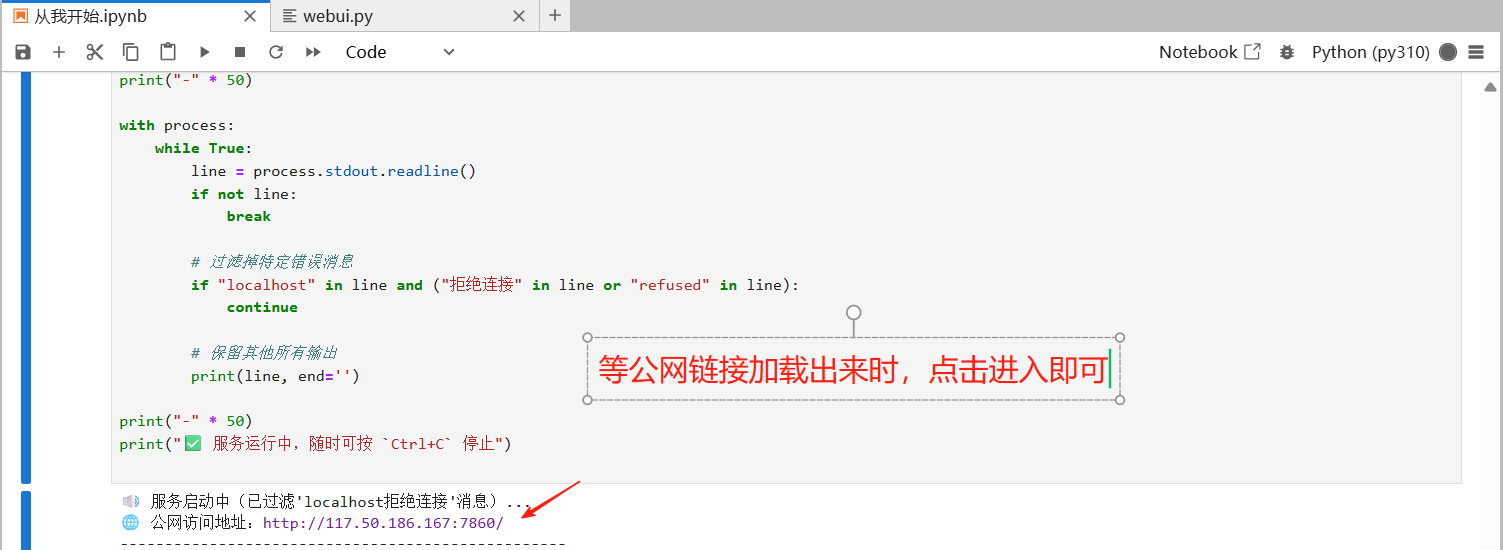 从我开始.ipynb
webui.py
Code
Notebook
Python (py310)
print("-" * 50)
with process:
    while True:
        line = process.stdout.readline()
        if not line:
            break
        # 过滤掉特定错误消息
        if "localhost" in line and ("拒绝连接" in line or "refused" in line):
            continue
        # 保留其他所有输出
        print(line, end='')
等公网链接加载出来时，点击进入即可
print("-" * 50)
print("✅ 服务运行中，随时可按 `Ctrl+C` 停止")
🔊 服务启动中（已过滤'localhost拒绝连接'消息）...
🌐 公网访问地址：http://117.50.186.167:7860/
--------------------------------------------------